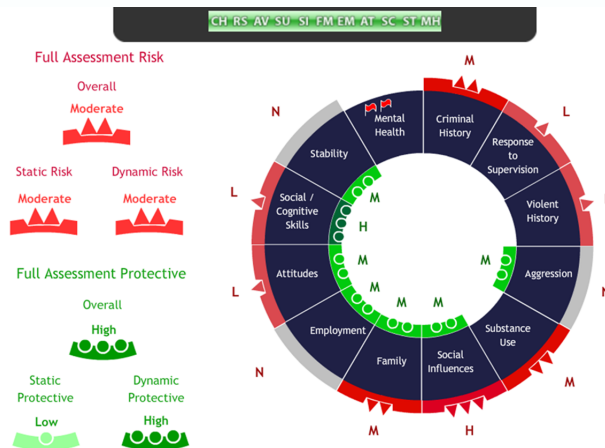 CH RS AV SU SI FM EM AT SC ST MH
Full Assessment Risk
Overall
Moderate
Static Risk
Dynamic Risk
Moderate
Moderate
Full Assessment Protective
Overall
High
Static
Protective
Dynamic
Protective
Low
High
M
Criminal
History
L
Response
to
Supervision
Violent
History
Aggression
M
Substance
Use
M
Social
Influences
M
H
Family
M
M
Employment
M
N
Attitudes
M
L
Social /
Cognitive
Skills
H
L
Stability
M
N
Mental
Health